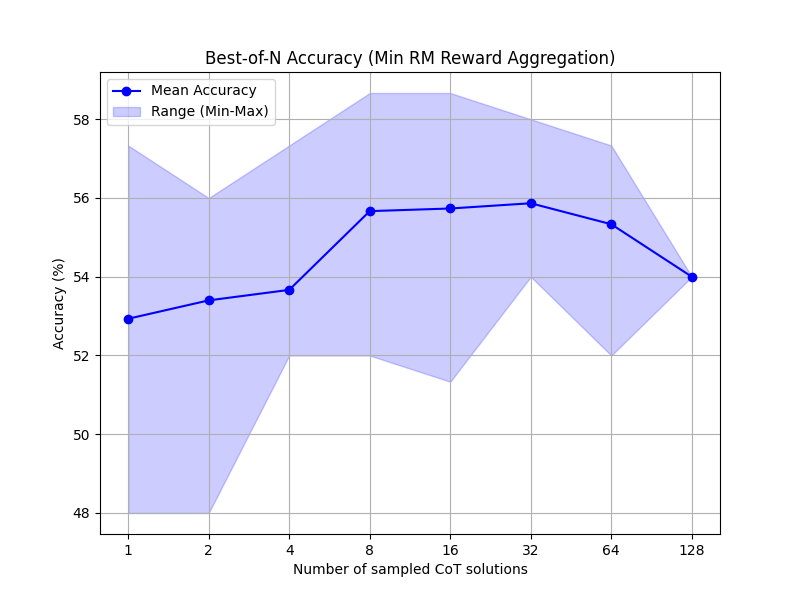 Best-of-N Accuracy (Min RM Reward Aggregation)
Mean Accuracy
Range (Min-Max)
Accuracy (%)
58
56
54
52
50
48
1 2 4 8 16 32 64 128
Number of sampled CoT solutions